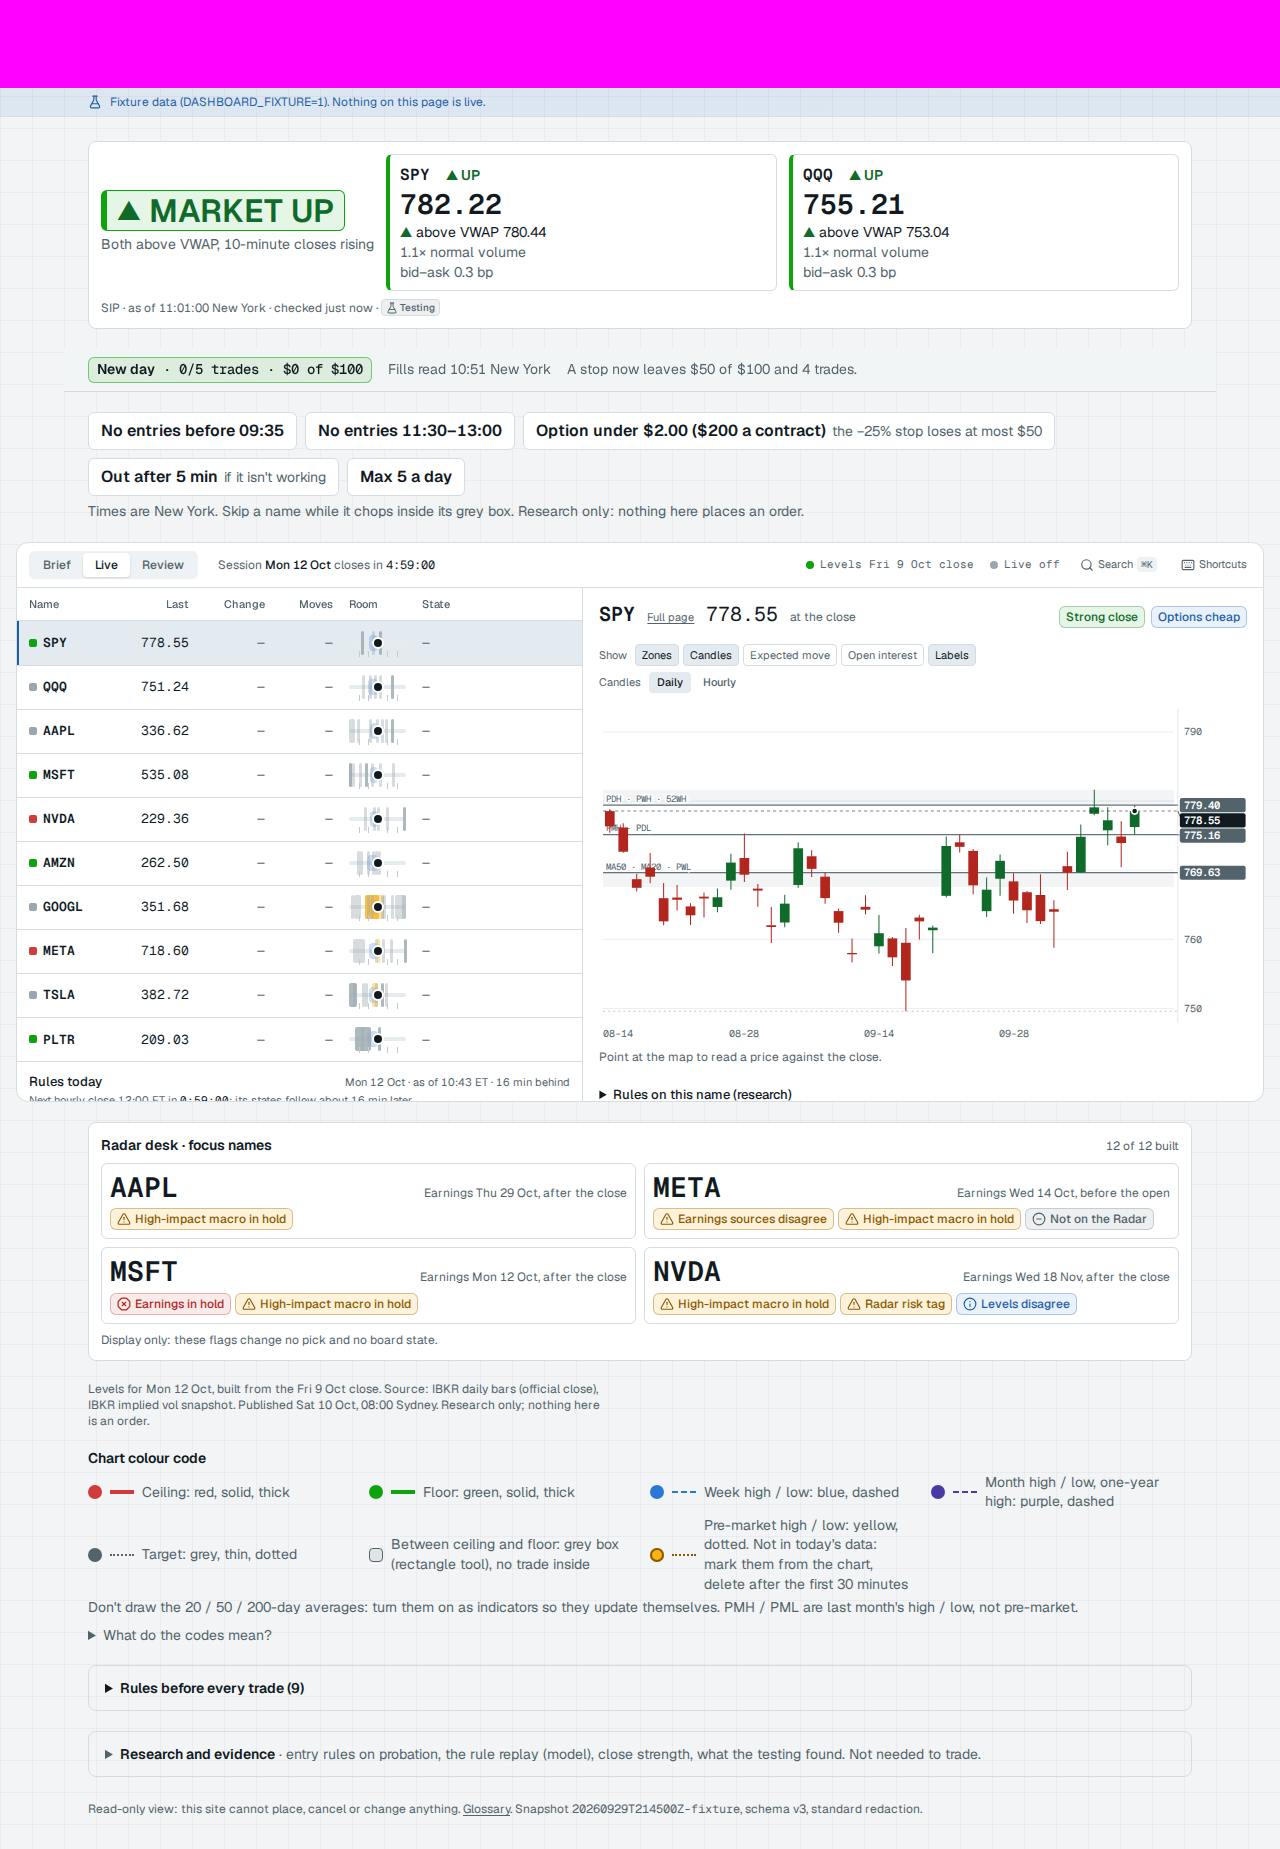 Fixture data (DASHBOARD_FIXTURE=1). Nothing on this page is live.
▲ MARKET UP
Both above VWAP, 10-minute closes rising
SPY ▲ UP
782.22
▲ above VWAP 780.44
1.1× normal volume
bid–ask 0.3 bp
QQQ ▲ UP
755.21
▲ above VWAP 753.04
1.1× normal volume
bid–ask 0.3 bp
SIP · as of 11:01:00 New York · checked just now · Testing
New day · 0/5 trades · $0 of $100 Fills read 10:51 New York A stop now leaves $50 of $100 and 4 trades.
No entries before 09:35 No entries 11:30–13:00 Option under $2.00 ($200 a contract) the −25% stop loses at most $50
Out after 5 min if it isn't working Max 5 a day
Times are New York. Skip a name while it chops inside its grey box. Research only: nothing here places an order.
Brief Live Review Session Mon 12 Oct closes in 4:59:00 Levels Fri 9 Oct close Live off Search ⌘K Shortcuts
Name Last Change Moves Room State
SPY 778.55 – – –
QQQ 751.24 – – –
AAPL 336.62 – – –
MSFT 535.08 – – –
NVDA 229.36 – – –
AMZN 262.50 – – –
GOOGL 351.68 – – –
META 718.60 – – –
TSLA 382.72 – – –
PLTR 209.03 – – –
Rules today Mon 12 Oct · as of 10:43 ET · 16 min behind
Next hourly close 12:00 ET in 0:59:00; its states follow about 16 min later
SPY Full page 778.55 at the close Strong close Options cheap
Show Zones Candles Expected move Open interest Labels
Candles Daily Hourly
790
PDH · PWH · 52WH
779.40
778.55
PMH · PDL
775.16
MA50 · MA20 · PWL
769.63
760
750
08-14 08-28 09-14 09-28
Point at the map to read a price against the close.
▶ Rules on this name (research)
Radar desk · focus names 12 of 12 built
AAPL Earnings Thu 29 Oct, after the close
High-impact macro in hold
META Earnings Wed 14 Oct, before the open
Earnings sources disagree High-impact macro in hold Not on the Radar
MSFT Earnings Mon 12 Oct, after the close
Earnings in hold High-impact macro in hold
NVDA Earnings Wed 18 Nov, after the close
High-impact macro in hold Radar risk tag Levels disagree
Display only: these flags change no pick and no board state.
Levels for Mon 12 Oct, built from the Fri 9 Oct close. Source: IBKR daily bars (official close),
IBKR implied vol snapshot. Published Sat 10 Oct, 08:00 Sydney. Research only; nothing here
is an order.
Chart colour code
Ceiling: red, solid, thick
Floor: green, solid, thick
Week high / low: blue, dashed
Month high / low, one-year
high: purple, dashed
Target: grey, thin, dotted
Between ceiling and floor: grey box
(rectangle tool), no trade inside
Pre-market high / low: yellow,
dotted. Not in today's data:
mark them from the chart,
delete after the first 30 minutes
Don't draw the 20 / 50 / 200-day averages: turn them on as indicators so they update themselves. PMH / PML are last month's high / low, not pre-market.
▶ What do the codes mean?
▶ Rules before every trade (9)
▶ Research and evidence · entry rules on probation, the rule replay (model), close strength, what the testing found. Not needed to trade.
Read-only view: this site cannot place, cancel or change anything. Glossary. Snapshot 20260929T214500Z-fixture, schema v3, standard redaction.